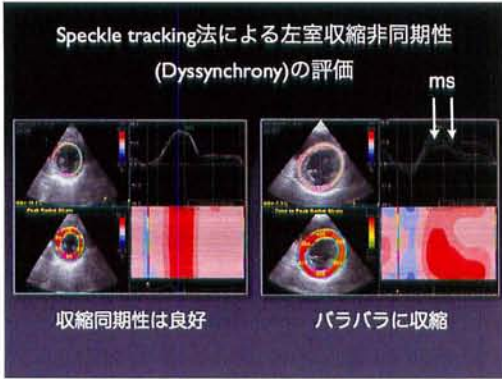 Speckle tracking法による左室収縮非同期性
(Dyssynchrony)の評価
ms
収縮同期性は良好
バラバラに収縮